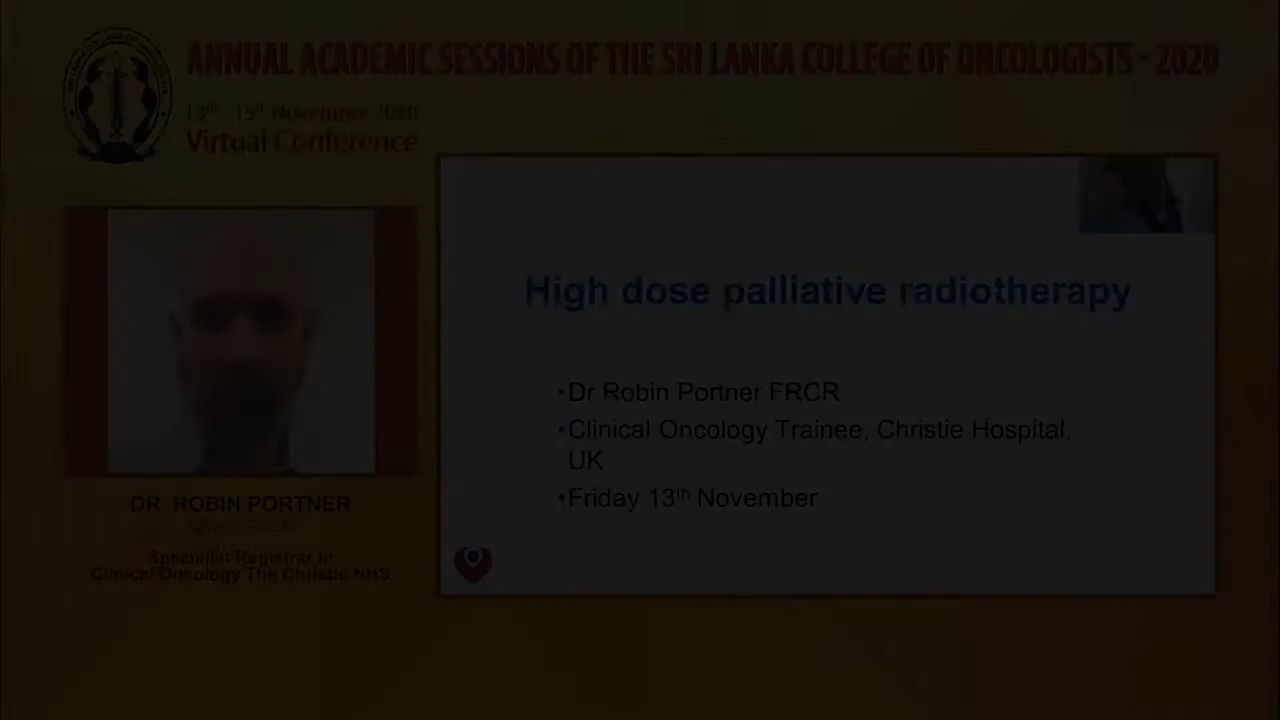 ANNUAL ACADEMIC SESSIONS OF THE SRI LANKA COLLEGE OF ONCOLOGISTS - 2020
13th - 15th November 2020
Virtual Conference
High dose palliative radiotherapy
•Dr Robin Portner FRCR
•Clinical Oncology Trainee, Christie Hospital,
UK
•Friday 13th November
DR ROBIN PORTNER
Specialist Registrar in
Clinical Oncology The Christie NHS